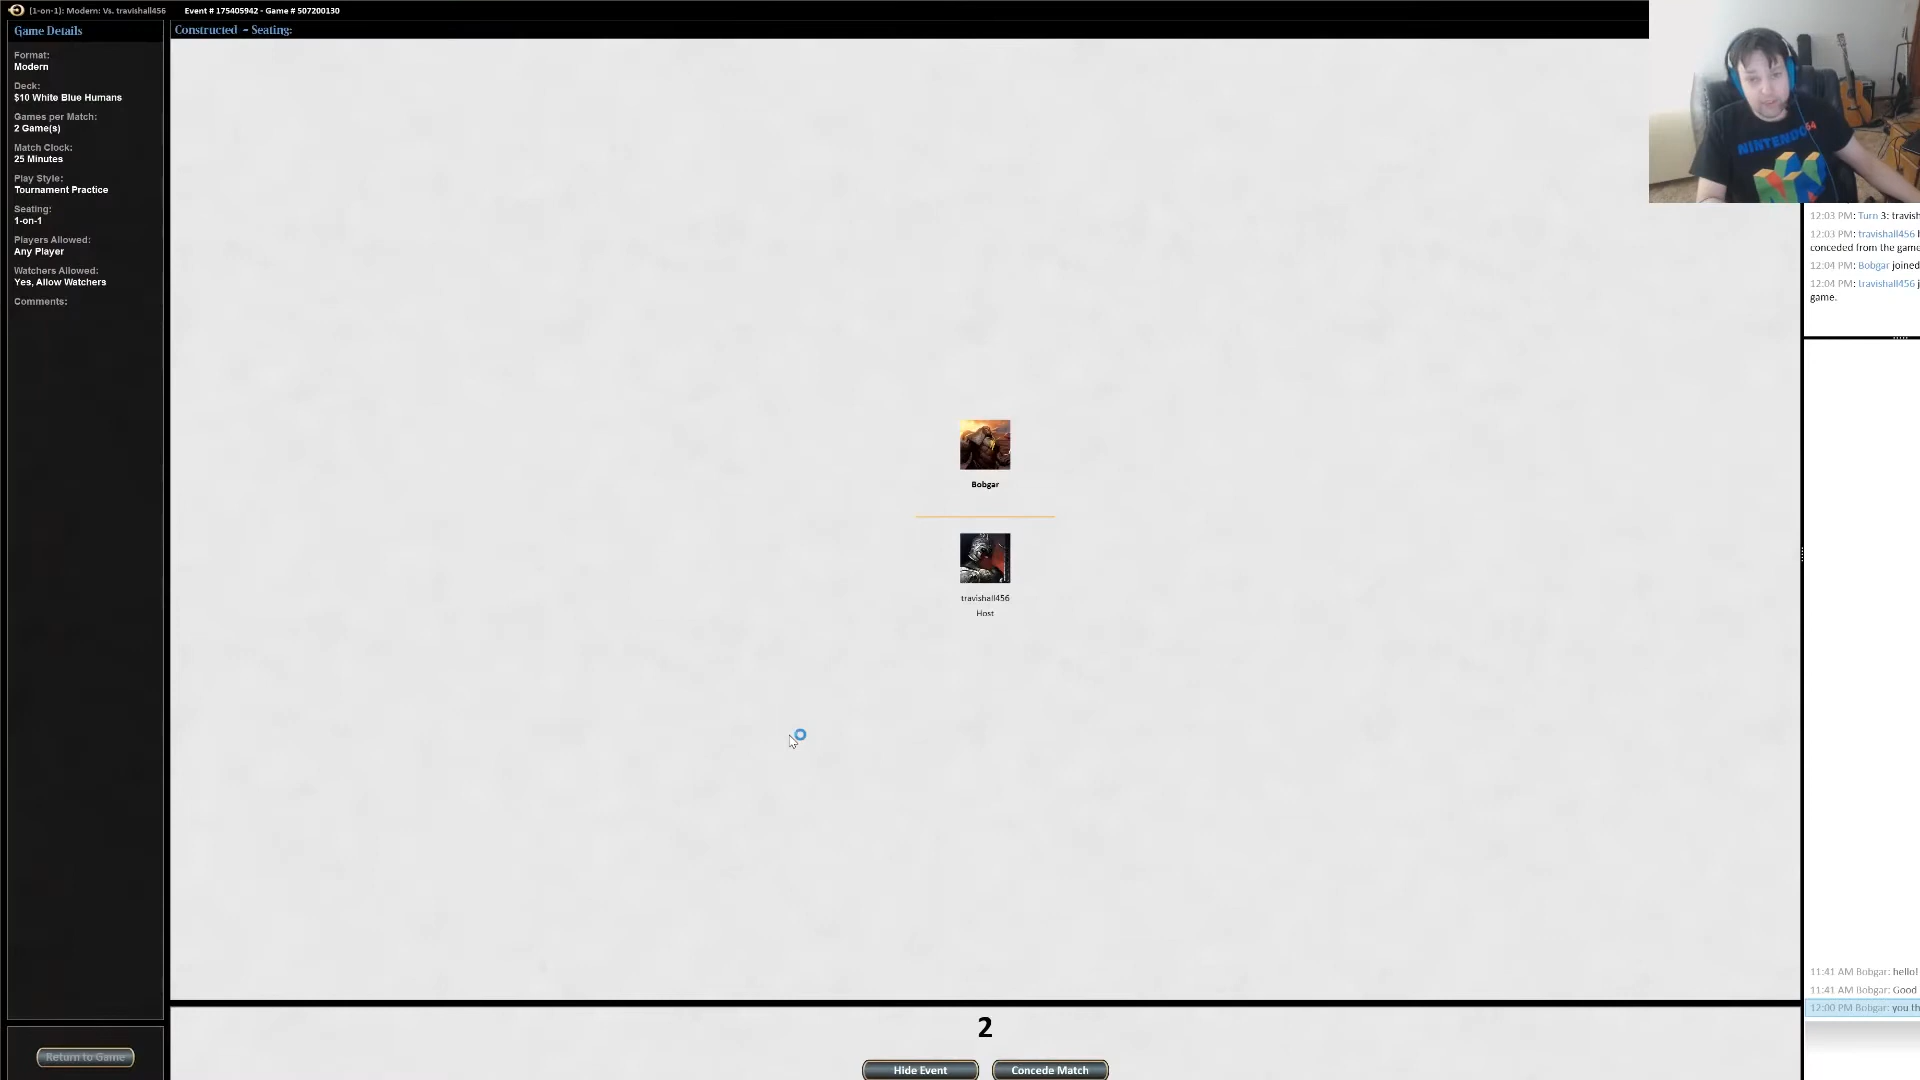 [1-on-1]: Modern: Vs. travishall456
Event # 175405942 - Game # 507200130
Game Details
Constructed - Seating:
Format:
Modern
Deck:
$10 White Blue Humans
Games per Match:
2 Game(s)
Match Clock:
25 Minutes
Play Style:
Tournament Practice
Seating:
1-on-1
Players Allowed:
Any Player
Watchers Allowed:
Yes, Allow Watchers
Comments:
NINTENDO64
12:03 PM: Turn 3: travish
12:03 PM: travishall456 h
conceded from the game
12:04 PM: Bobgar joined
12:04 PM: travishall456 j
game.
Bobgar
travishall456
Host
11:41 AM Bobgar: hello!
11:41 AM Bobgar: Good
12:00 PM Bobgar: you th
2
Return to Game
Hide Event
Concede Match